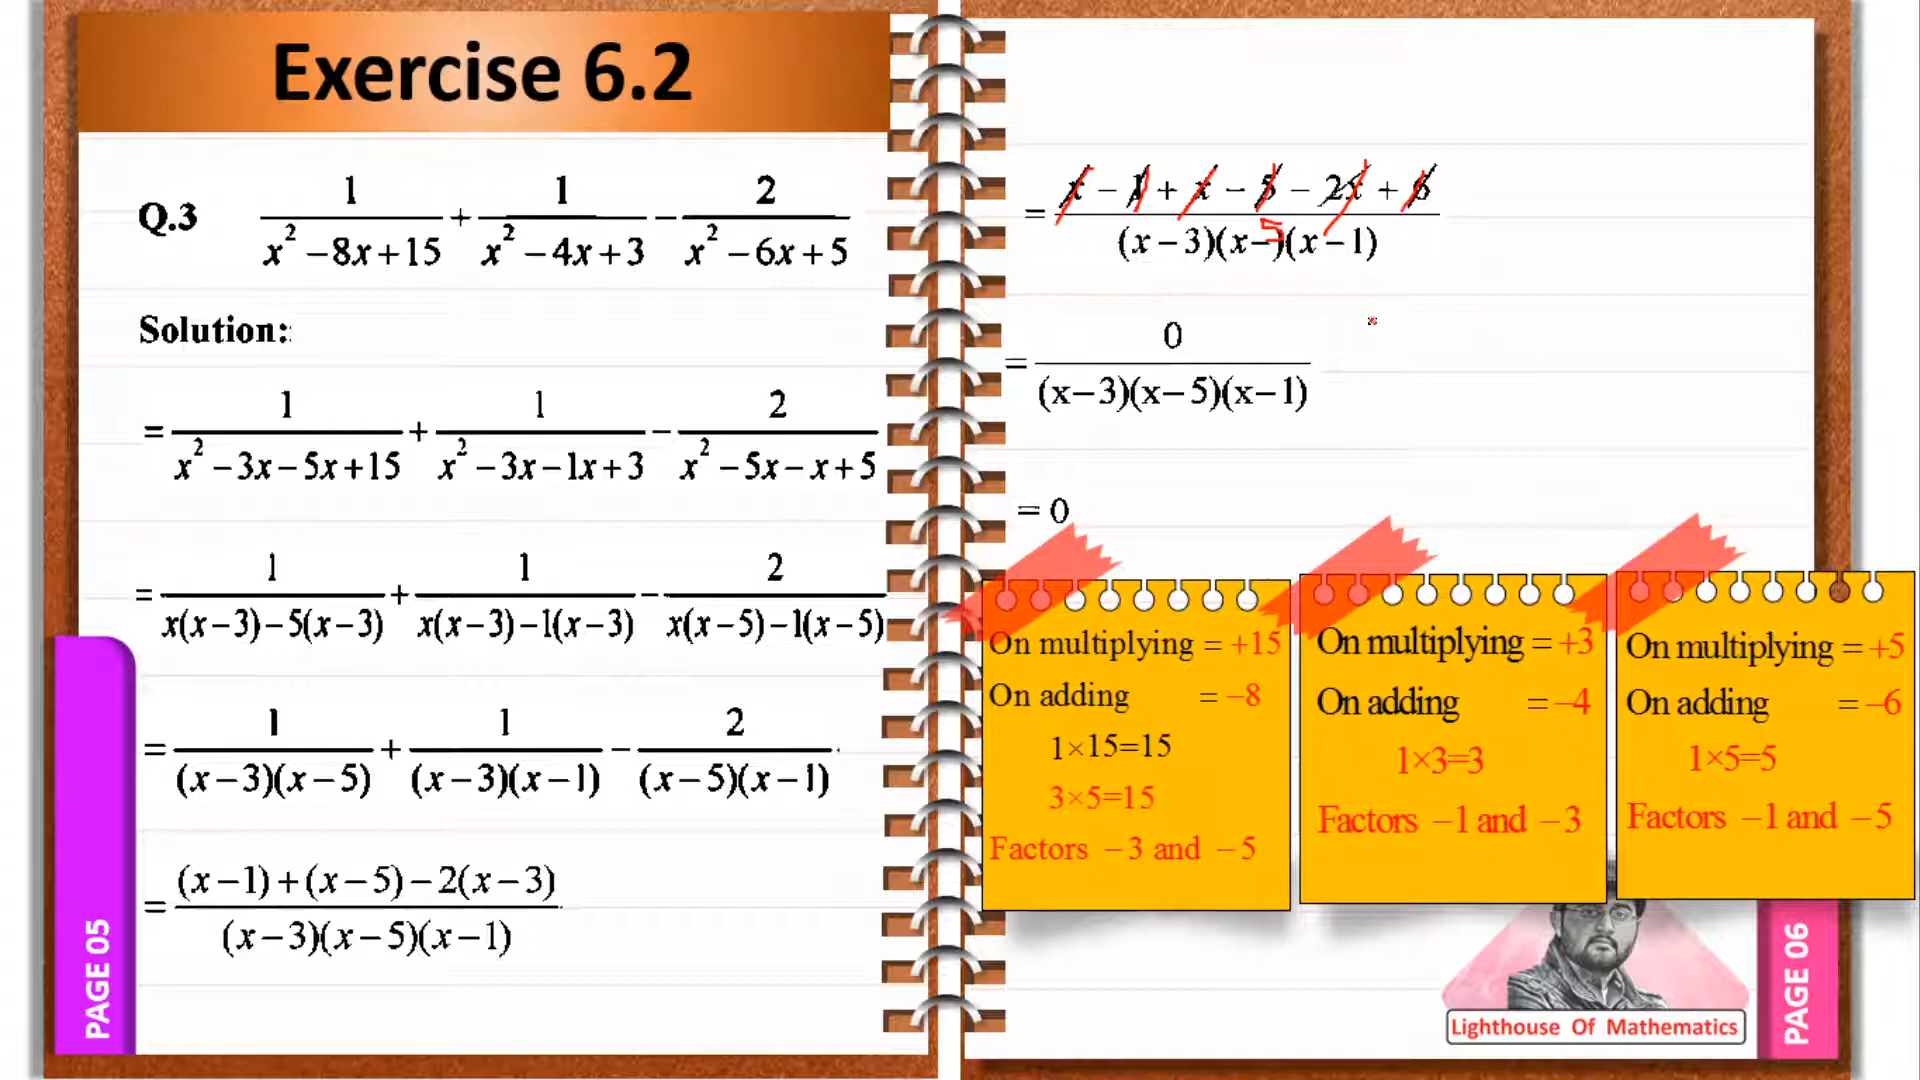 Exercise 6.2
Q.3 1/(x² −8x+15) + 1/(x² −4x+3) − 2/(x² −6x+5)
Solution:
= 1/(x² −3x−5x+15) + 1/(x² −3x−1x+3) − 2/(x² −5x−x+5)
= 1/(x(x−3)−5(x−3)) + 1/(x(x−3)−1(x−3)) − 2/(x(x−5)−1(x−5))
= 1/((x−3)(x−5)) + 1/((x−3)(x−1)) − 2/((x−5)(x−1))
= ((x−1)+(x−5)−2(x−3))/((x−3)(x−5)(x−1))
PAGE 05
= (x − 1 + x − 5 − 2x + 6)/((x−3)(x−5)(x−1))
= 0/((x−3)(x−5)(x−1))
= 0
On multiplying = +15
On adding = −8
1×15=15
3×5=15
Factors −3 and −5
On multiplying = +3
On adding = −4
1×3=3
Factors −1 and −3
On multiplying = +5
On adding = −6
1×5=5
Factors −1 and −5
Lighthouse Of Mathematics
PAGE 06